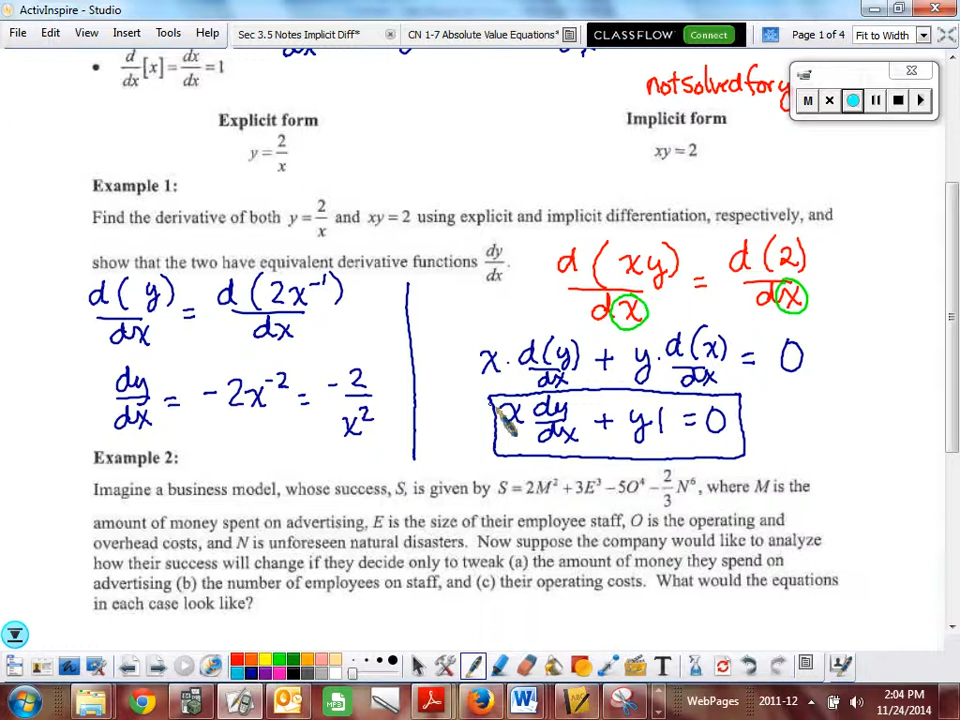 ActivInspire - Studio
File Edit View Insert Tools Help
Sec 3.5 Notes Implicit Diff*
CN 1-7 Absolute Value Equations*
CLASSFLOW Connect
Page 1 of 4
Fit to Width
• d/dx [x] = dx/dx = 1
not solved for y
M
Explicit form
Implicit form
y = 2/x
xy = 2
Example 1:
Find the derivative of both y = 2/x and xy = 2 using explicit and implicit differentiation, respectively, and
show that the two have equivalent derivative functions dy/dx.
d(y)/dx = d(2x⁻¹)/dx
dy/dx = -2x⁻² = -2/x²
d(xy)/dx = d(2)/dx
x · d(y)/dx + y · d(x)/dx = 0
x dy/dx + y1 = 0
Example 2:
Imagine a business model, whose success, S, is given by S = 2M² + 3E³ − 5O⁴ − 2/3 N⁶, where M is the
amount of money spent on advertising, E is the size of their employee staff, O is the operating and
overhead costs, and N is unforeseen natural disasters. Now suppose the company would like to analyze
how their success will change if they decide only to tweak (a) the amount of money they spend on
advertising (b) the number of employees on staff, and (c) their operating costs. What would the equations
in each case look like?
WebPages
2011-12
2:04 PM
11/24/2014